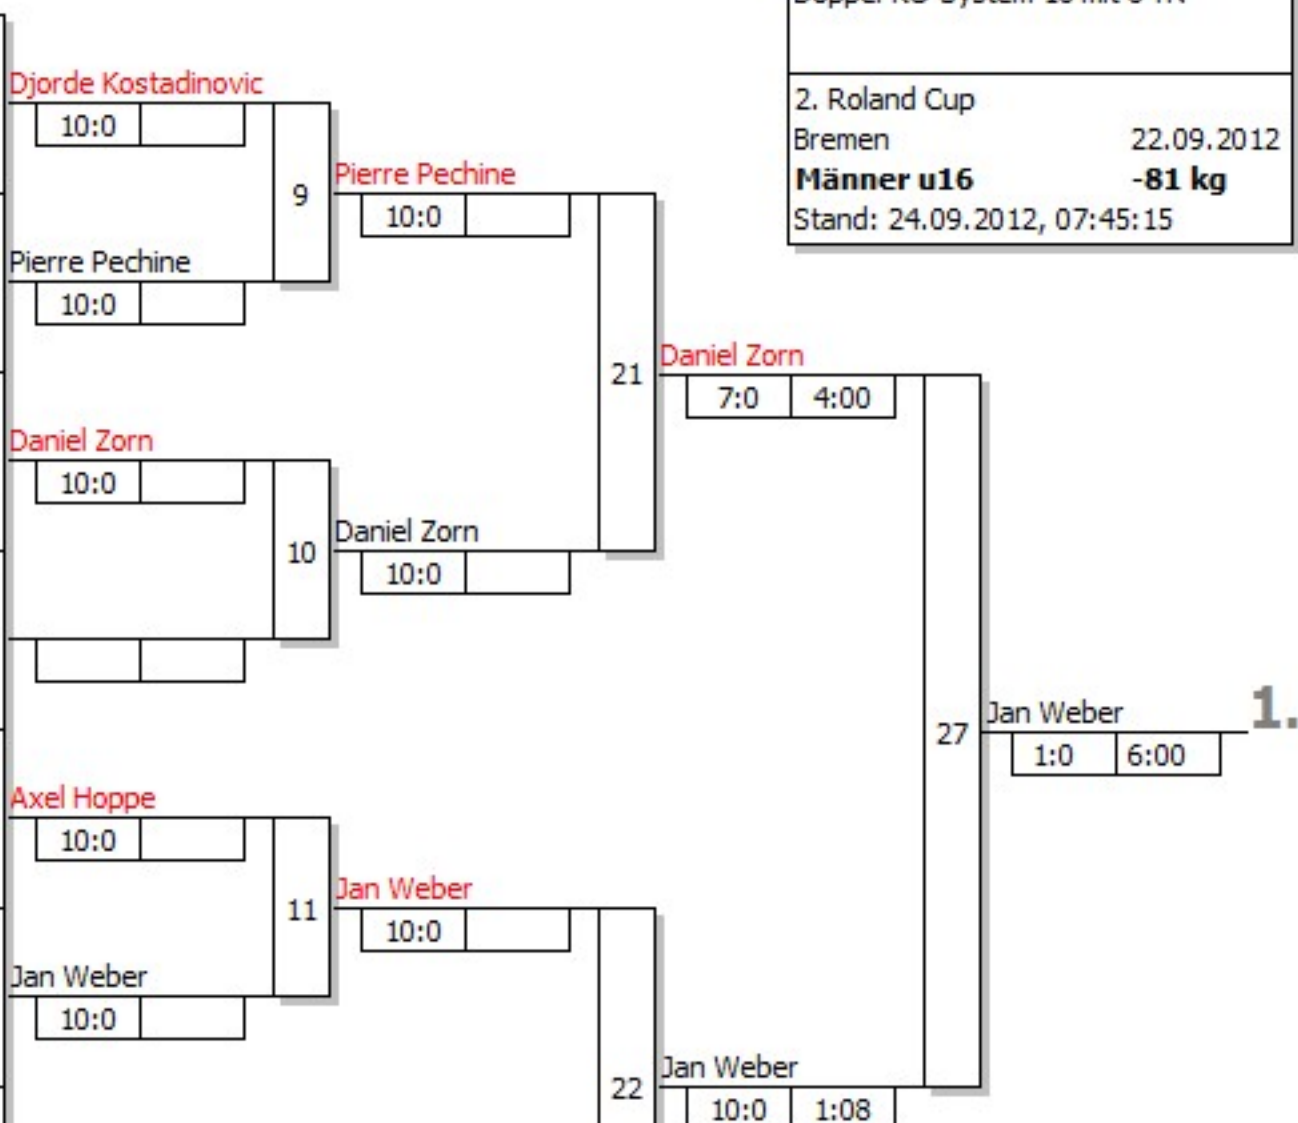 2. Roland Cup
Bremen 22.09.2012
Männer u16 -81 kg
Stand: 24.09.2012, 07:45:15
Djorde Kostadinovic
10:0
9
Pierre Pechine
10:0
Pierre Pechine
10:0
21
Daniel Zorn
7:0 4:00
Daniel Zorn
10:0
10
Daniel Zorn
10:0
27
Jan Weber
1:0 6:00
1.
Axel Hoppe
10:0
11
Jan Weber
10:0
Jan Weber
10:0
22
Jan Weber
10:0 1:08